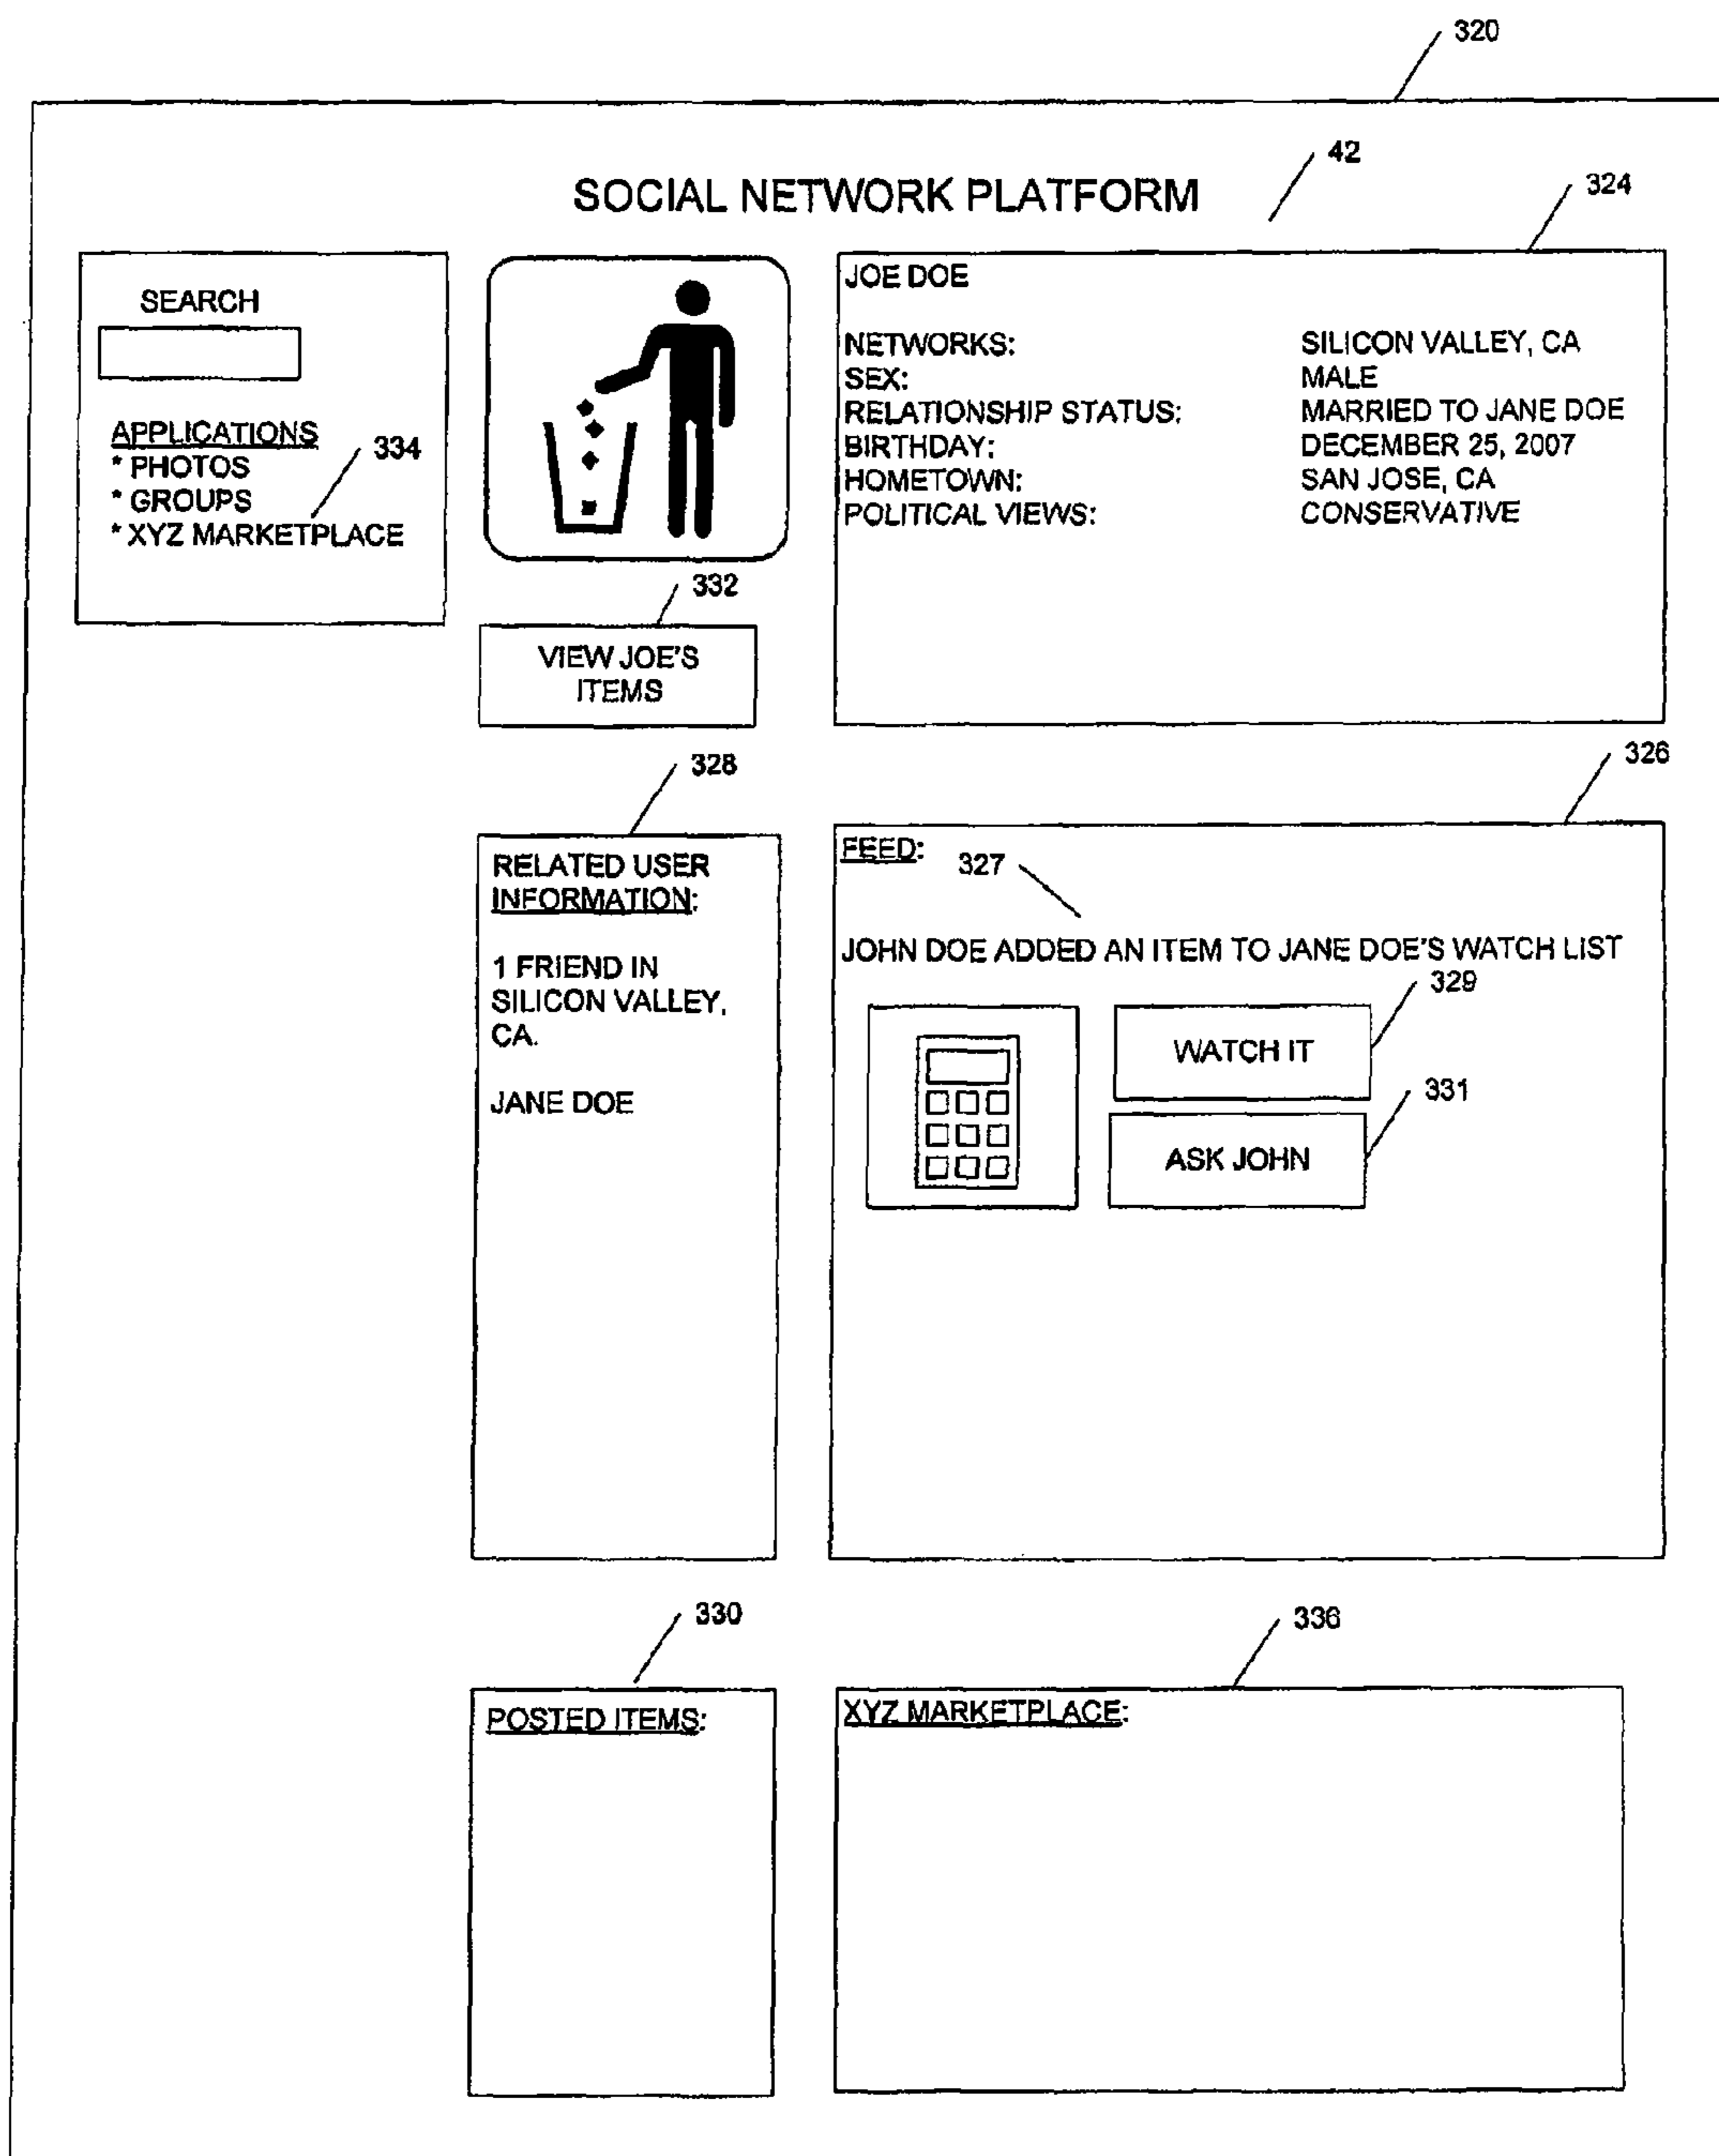 320
42
SOCIAL NETWORK PLATFORM
324
SEARCH
APPLICATIONS
* PHOTOS
* GROUPS
* XYZ MARKETPLACE
334
332
VIEW JOE'S
ITEMS
JOE DOE
NETWORKS: SILICON VALLEY, CA
SEX: MALE
RELATIONSHIP STATUS: MARRIED TO JANE DOE
BIRTHDAY: DECEMBER 25, 2007
HOMETOWN: SAN JOSE, CA
POLITICAL VIEWS: CONSERVATIVE
328
RELATED USER
INFORMATION:
1 FRIEND IN
SILICON VALLEY,
CA.
JANE DOE
326
FEED:
327
JOHN DOE ADDED AN ITEM TO JANE DOE'S WATCH LIST
329
WATCH IT
331
ASK JOHN
330
POSTED ITEMS:
336
XYZ MARKETPLACE: